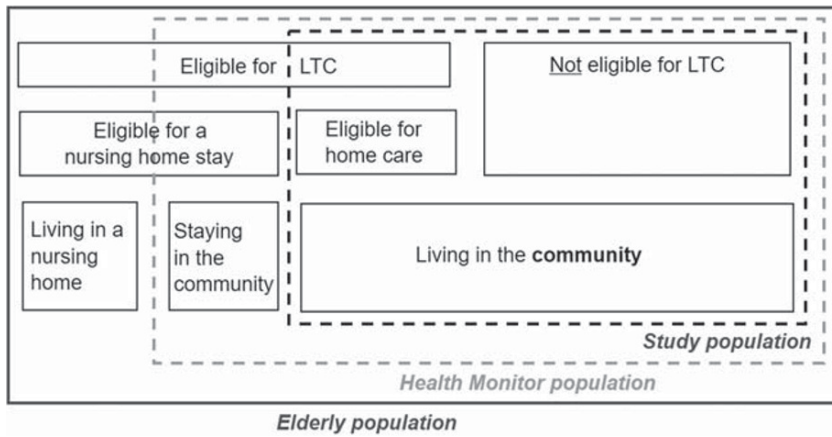 Eligible for LTC
Not eligible for LTC
Eligible for a
nursing home stay
Eligible for
home care
Living in a
nursing
home
Staying
in the
community
Living in the community
Study population
Health Monitor population
Elderly population